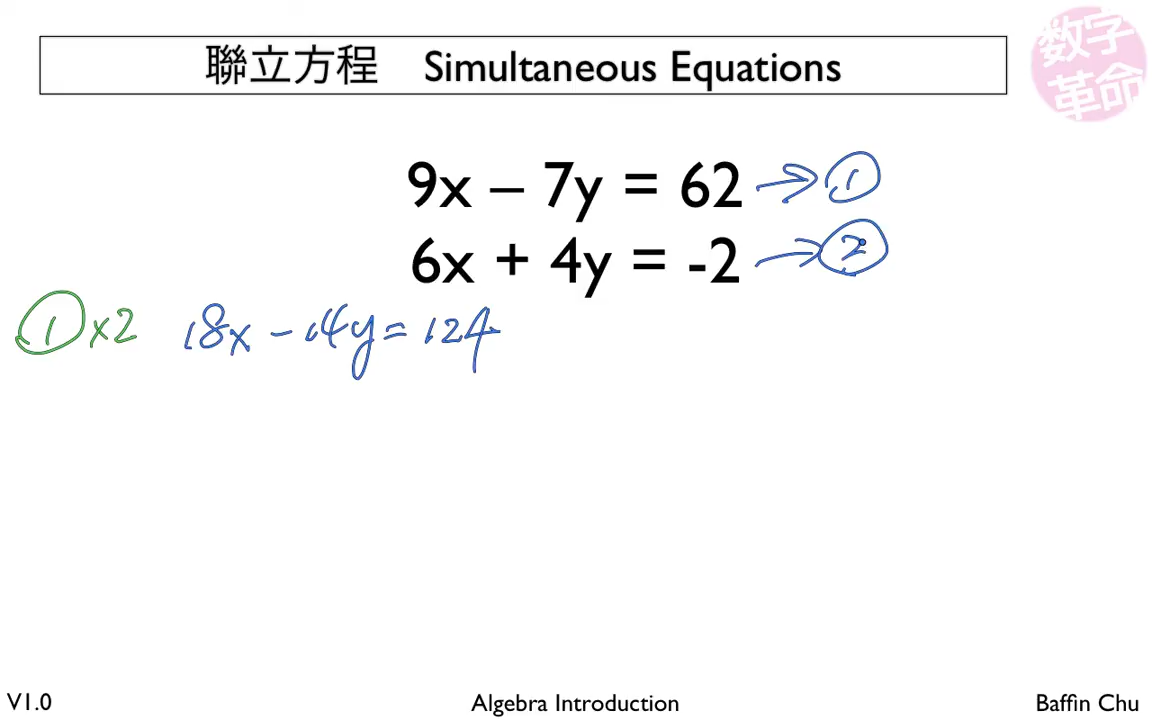 数字
革命
聯立方程 Simultaneous Equations
9x – 7y = 62 → ①
6x + 4y = -2 → ②
① x2 18x - 14y = 124
V1.0 Algebra Introduction Baffin Chu